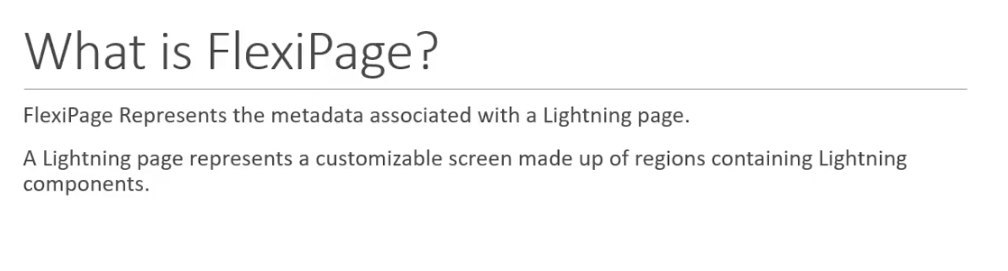 What is FlexiPage?
FlexiPage Represents the metadata associated with a Lightning page.
A Lightning page represents a customizable screen made up of regions containing Lightning
components.